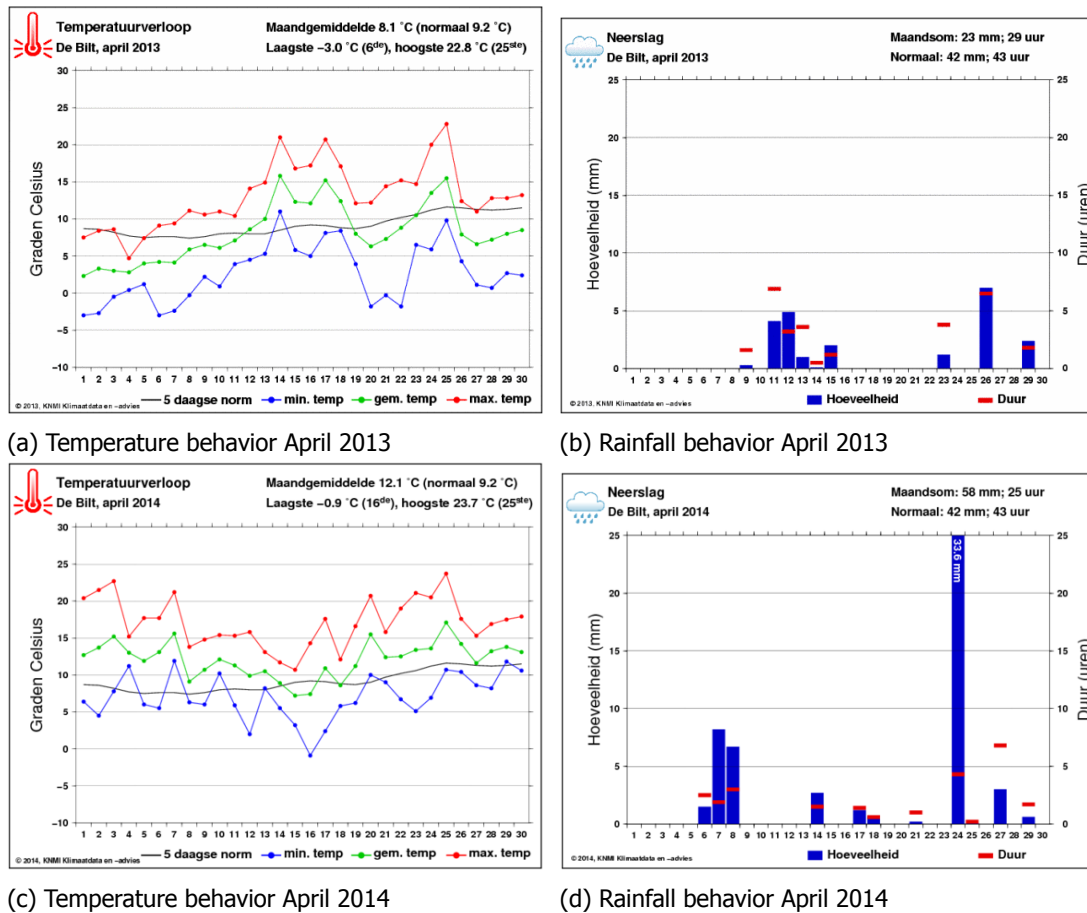 Temperatuurverloop
De Bilt, april 2013
Maandgemiddelde 8.1 °C (normaal 9.2 °C)
Laagste −3.0 °C (6de), hoogste 22.8 °C (25ste)
Graden Celsius
30
25
20
15
10
5
0
−5
−10
1 2 3 4 5 6 7 8 9 10 11 12 13 14 15 16 17 18 19 20 21 22 23 24 25 26 27 28 29 30
© 2013, KNMI Klimaatdata en −advies
5 daagse norm min. temp gem. temp max. temp
Neerslag
De Bilt, april 2013
Maandsom: 23 mm; 29 uur
Normaal: 42 mm; 43 uur
Hoeveelheid (mm)
25
20
15
10
5
0
25
20
15
10
5
0
Duur (uren)
1 2 3 4 5 6 7 8 9 10 11 12 13 14 15 16 17 18 19 20 21 22 23 24 25 26 27 28 29 30
© 2013, KNMI Klimaatdata en −advies
Hoeveelheid Duur
(a) Temperature behavior April 2013
(b) Rainfall behavior April 2013
Temperatuurverloop
De Bilt, april 2014
Maandgemiddelde 12.1 °C (normaal 9.2 °C)
Laagste −0.9 °C (16de), hoogste 23.7 °C (25ste)
Graden Celsius
30
25
20
15
10
5
0
−5
−10
1 2 3 4 5 6 7 8 9 10 11 12 13 14 15 16 17 18 19 20 21 22 23 24 25 26 27 28 29 30
© 2014, KNMI Klimaatdata en −advies
5 daagse norm min. temp gem. temp max. temp
Neerslag
De Bilt, april 2014
Maandsom: 58 mm; 25 uur
Normaal: 42 mm; 43 uur
Hoeveelheid (mm)
25
20
15
10
5
0
33.6 mm
25
20
15
10
5
0
Duur (uren)
1 2 3 4 5 6 7 8 9 10 11 12 13 14 15 16 17 18 19 20 21 22 23 24 25 26 27 28 29 30
© 2014, KNMI Klimaatdata en −advies
Hoeveelheid Duur
(c) Temperature behavior April 2014
(d) Rainfall behavior April 2014